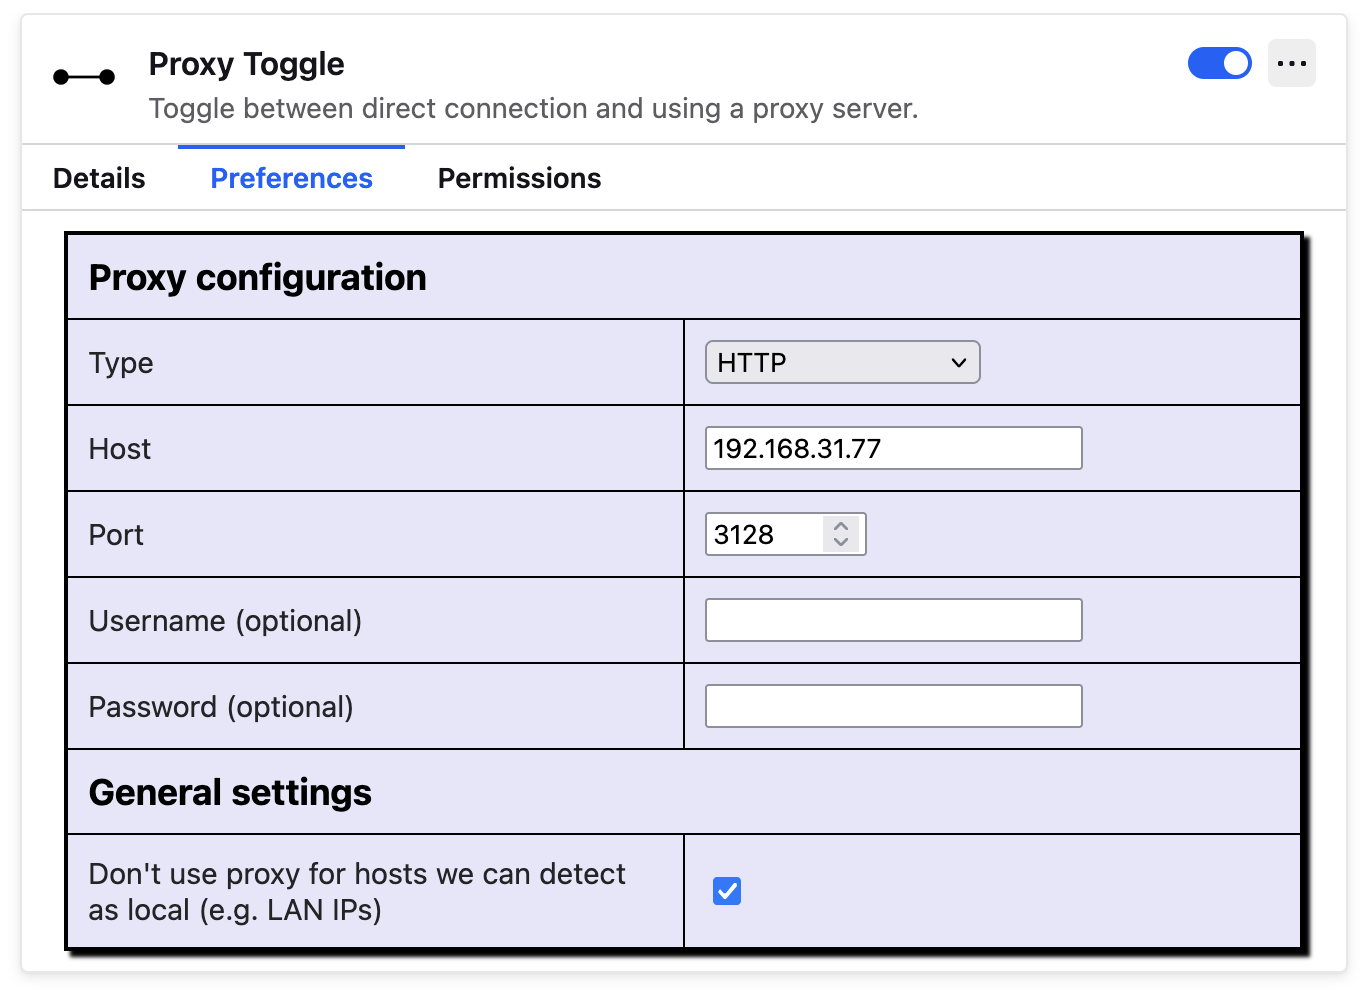 Proxy Toggle
Toggle between direct connection and using a proxy server.
Details
Preferences
Permissions
Proxy configuration
Type
HTTP
Host
192.168.31.77
Port
3128
Username (optional)
Password (optional)
General settings
Don't use proxy for hosts we can detect
as local (e.g. LAN IPs)